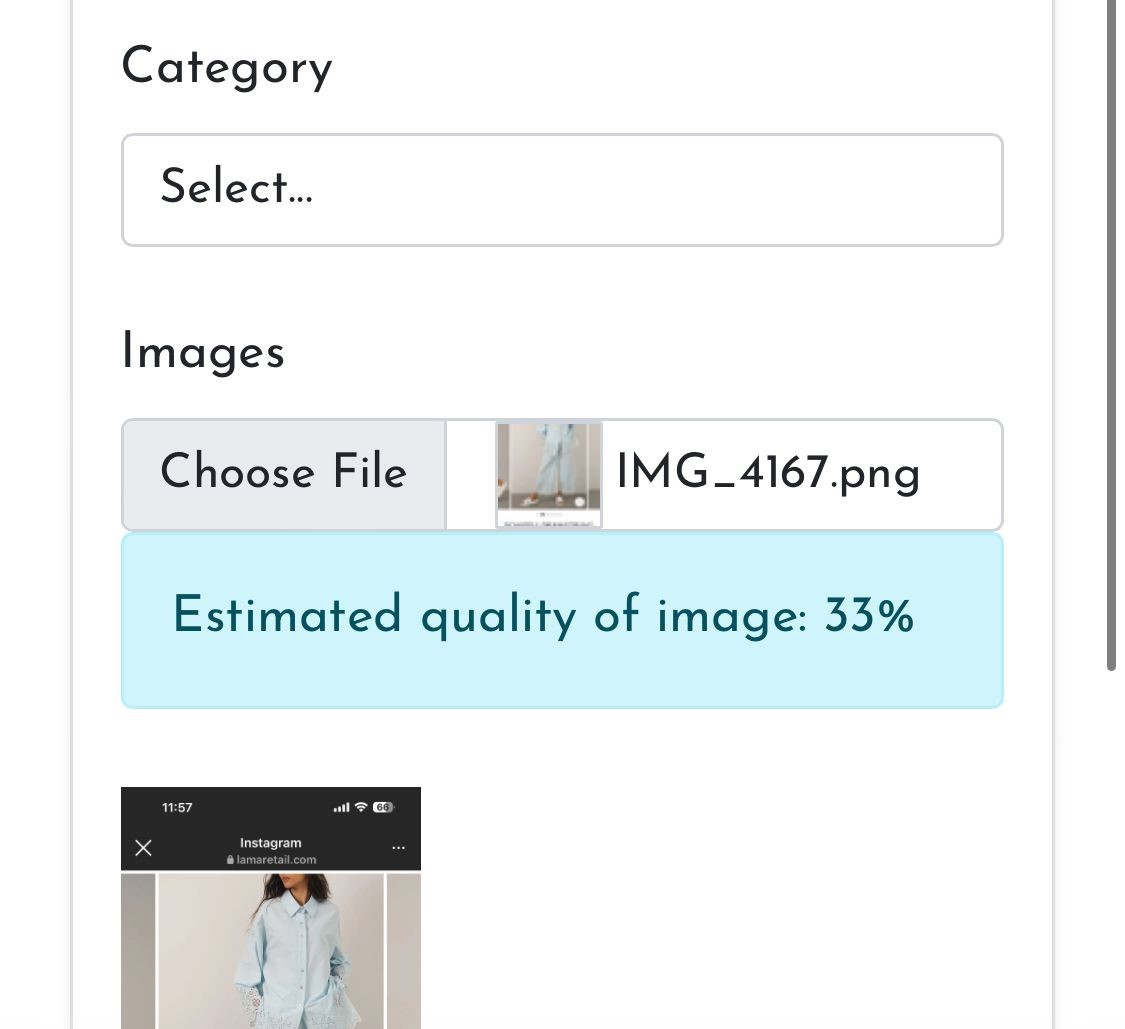 Category
Select...
Images
Choose File IMG_4167.png
Estimated quality of image: 33%
11:57 66
Instagram ...
lamaretail.com